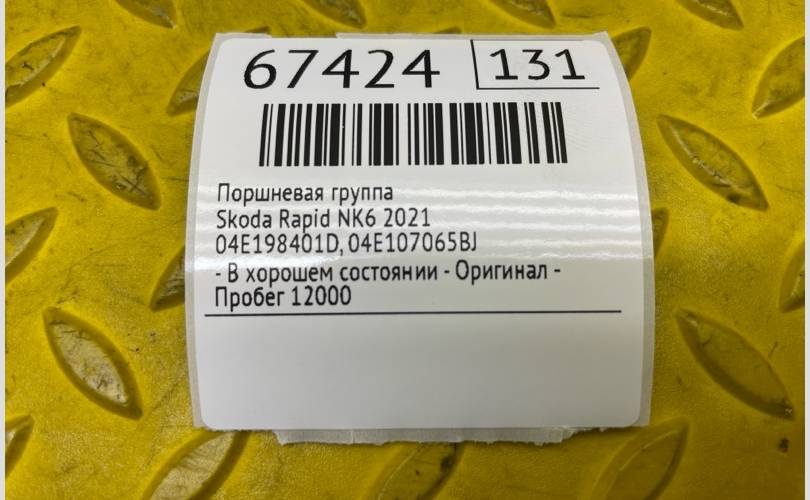 67424 131
Поршневая группа
Skoda Rapid NK6 2021
04E198401D, 04E107065BJ
- В хорошем состоянии - Оригинал -
Пробег 12000